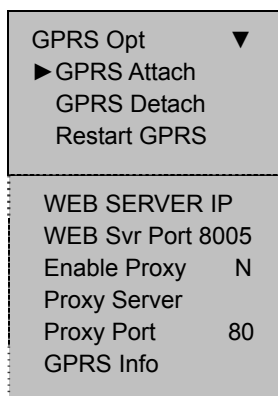 GPRS Opt ▼
►GPRS Attach
GPRS Detach
Restart GPRS
WEB SERVER IP
WEB Svr Port 8005
Enable Proxy N
Proxy Server
Proxy Port 80
GPRS Info